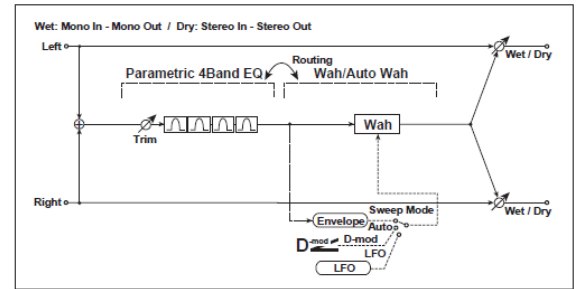 Wet: Mono In - Mono Out / Dry: Stereo In - Stereo Out
Left
Wet / Dry
Routing
Parametric 4Band EQ
Wah/Auto Wah
Trim
Wah
Right
Wet / Dry
Sweep Mode
Envelope
Auto
D-mod
D-mod
LFO
LFO